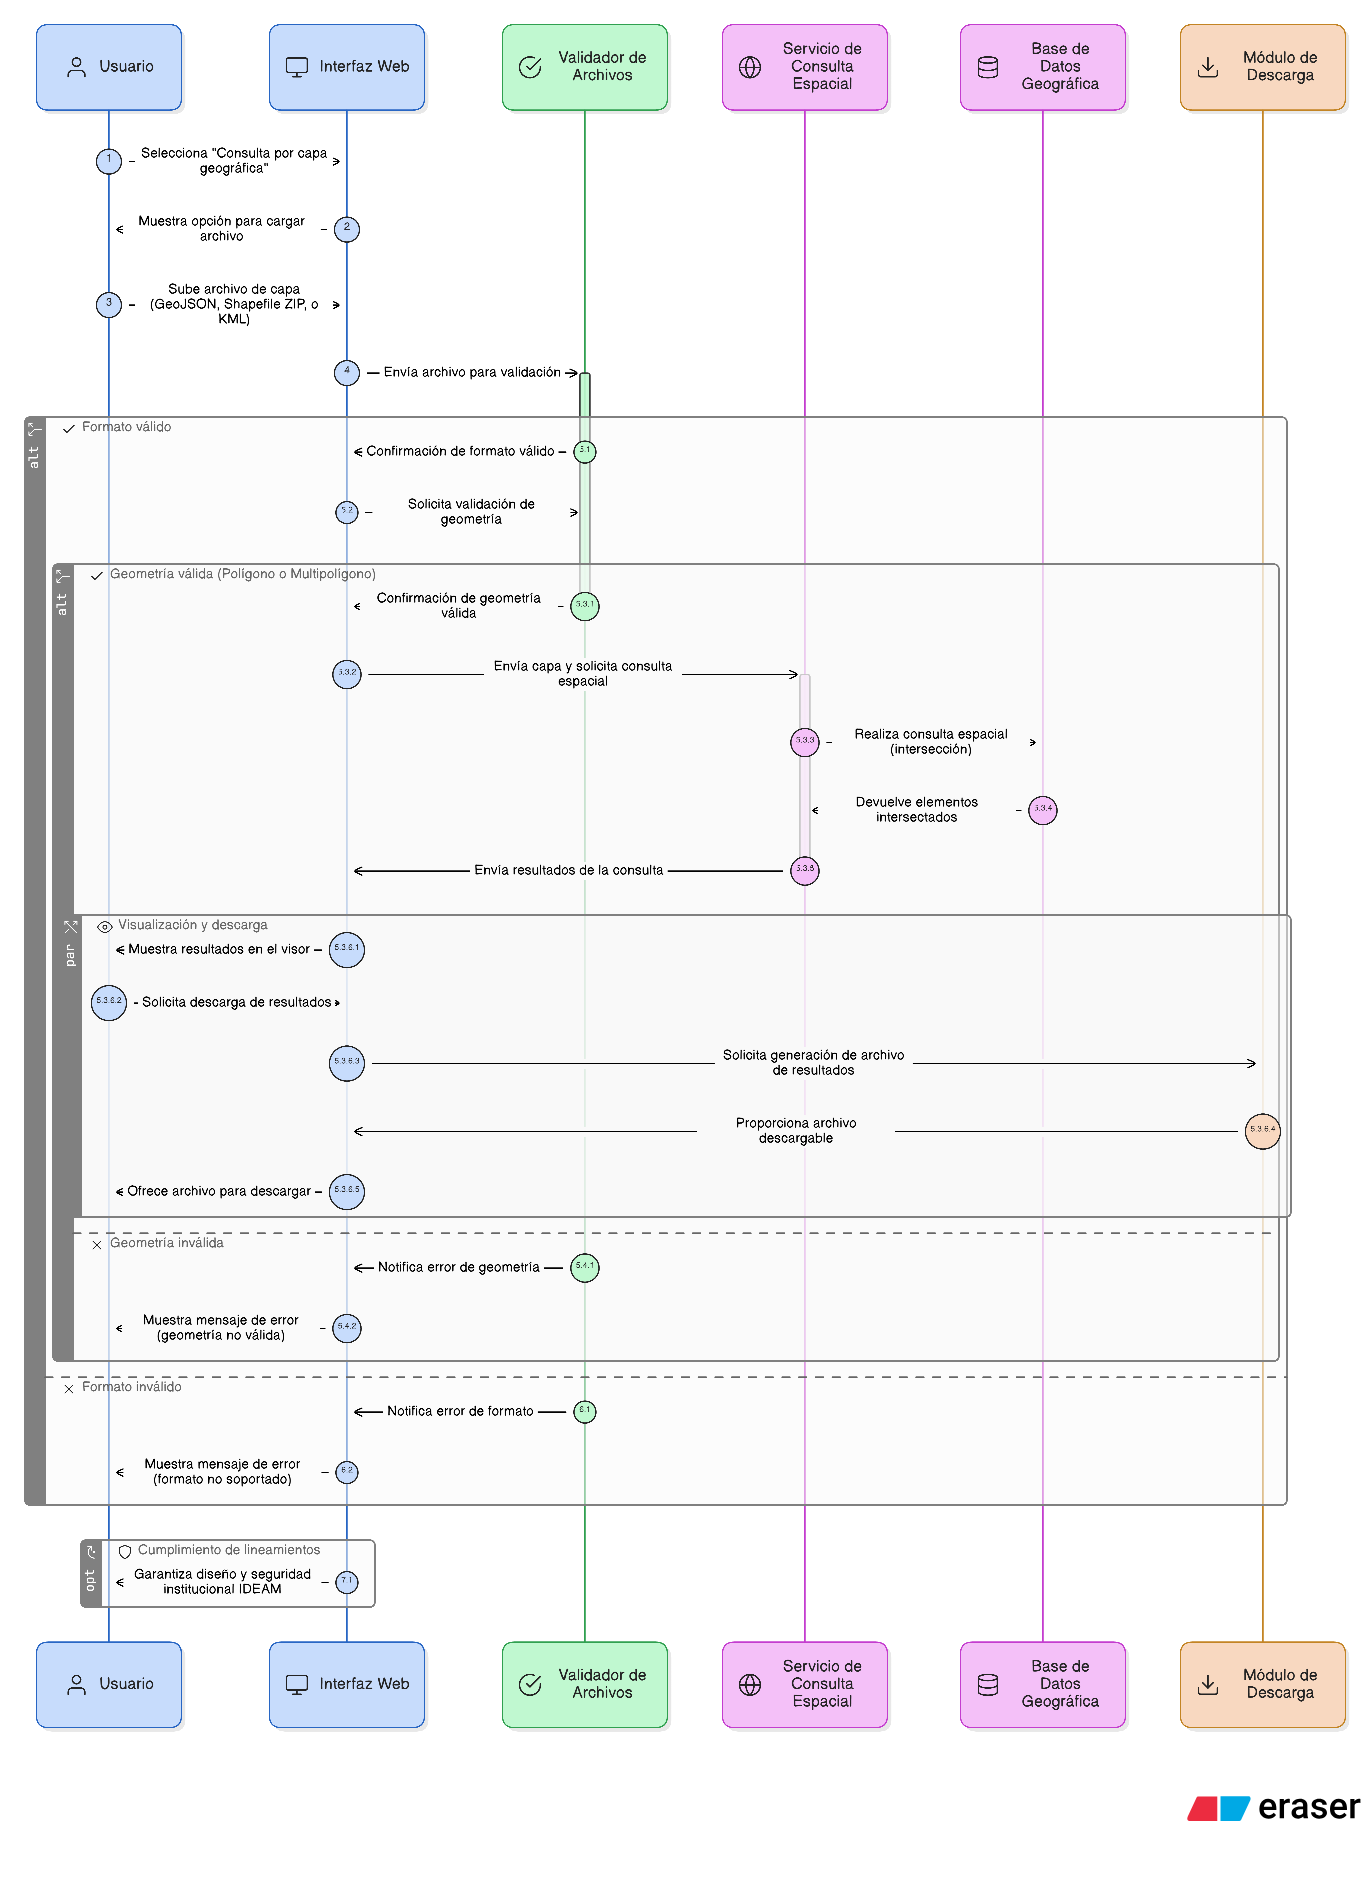 Usuario
Interfaz Web
Validador de
Archivos
Servicio de
Consulta
Espacial
Base de
Datos
Geográfica
Módulo de
Descarga
1
Selecciona "Consulta por capa
geográfica"
Muestra opción para cargar
archivo
2
3
Sube archivo de capa
(GeoJSON, Shapefile ZIP, o
KML)
4
Envía archivo para validación
alt
Formato válido
Confirmación de formato válido
5.1
5.2
Solicita validación de
geometría
alt
Geometría válida (Polígono o Multipolígono)
Confirmación de geometría
válida
5.3.1
5.3.2
Envía capa y solicita consulta
espacial
5.3.3
Realiza consulta espacial
(intersección)
Devuelve elementos
intersectados
5.3.4
Envía resultados de la consulta
5.3.5
par
Visualización y descarga
Muestra resultados en el visor
5.3.6.1
5.3.6.2
Solicita descarga de resultados
5.3.6.3
Solicita generación de archivo
de resultados
Proporciona archivo
descargable
5.3.6.4
Ofrece archivo para descargar
5.3.6.5
Geometría inválida
Notifica error de geometría
5.4.1
Muestra mensaje de error
(geometría no válida)
5.4.2
Formato inválido
Notifica error de formato
6.1
Muestra mensaje de error
(formato no soportado)
6.2
opt
Cumplimiento de lineamientos
Garantiza diseño y seguridad
institucional IDEAM
7.1
Usuario
Interfaz Web
Validador de
Archivos
Servicio de
Consulta
Espacial
Base de
Datos
Geográfica
Módulo de
Descarga
eraser